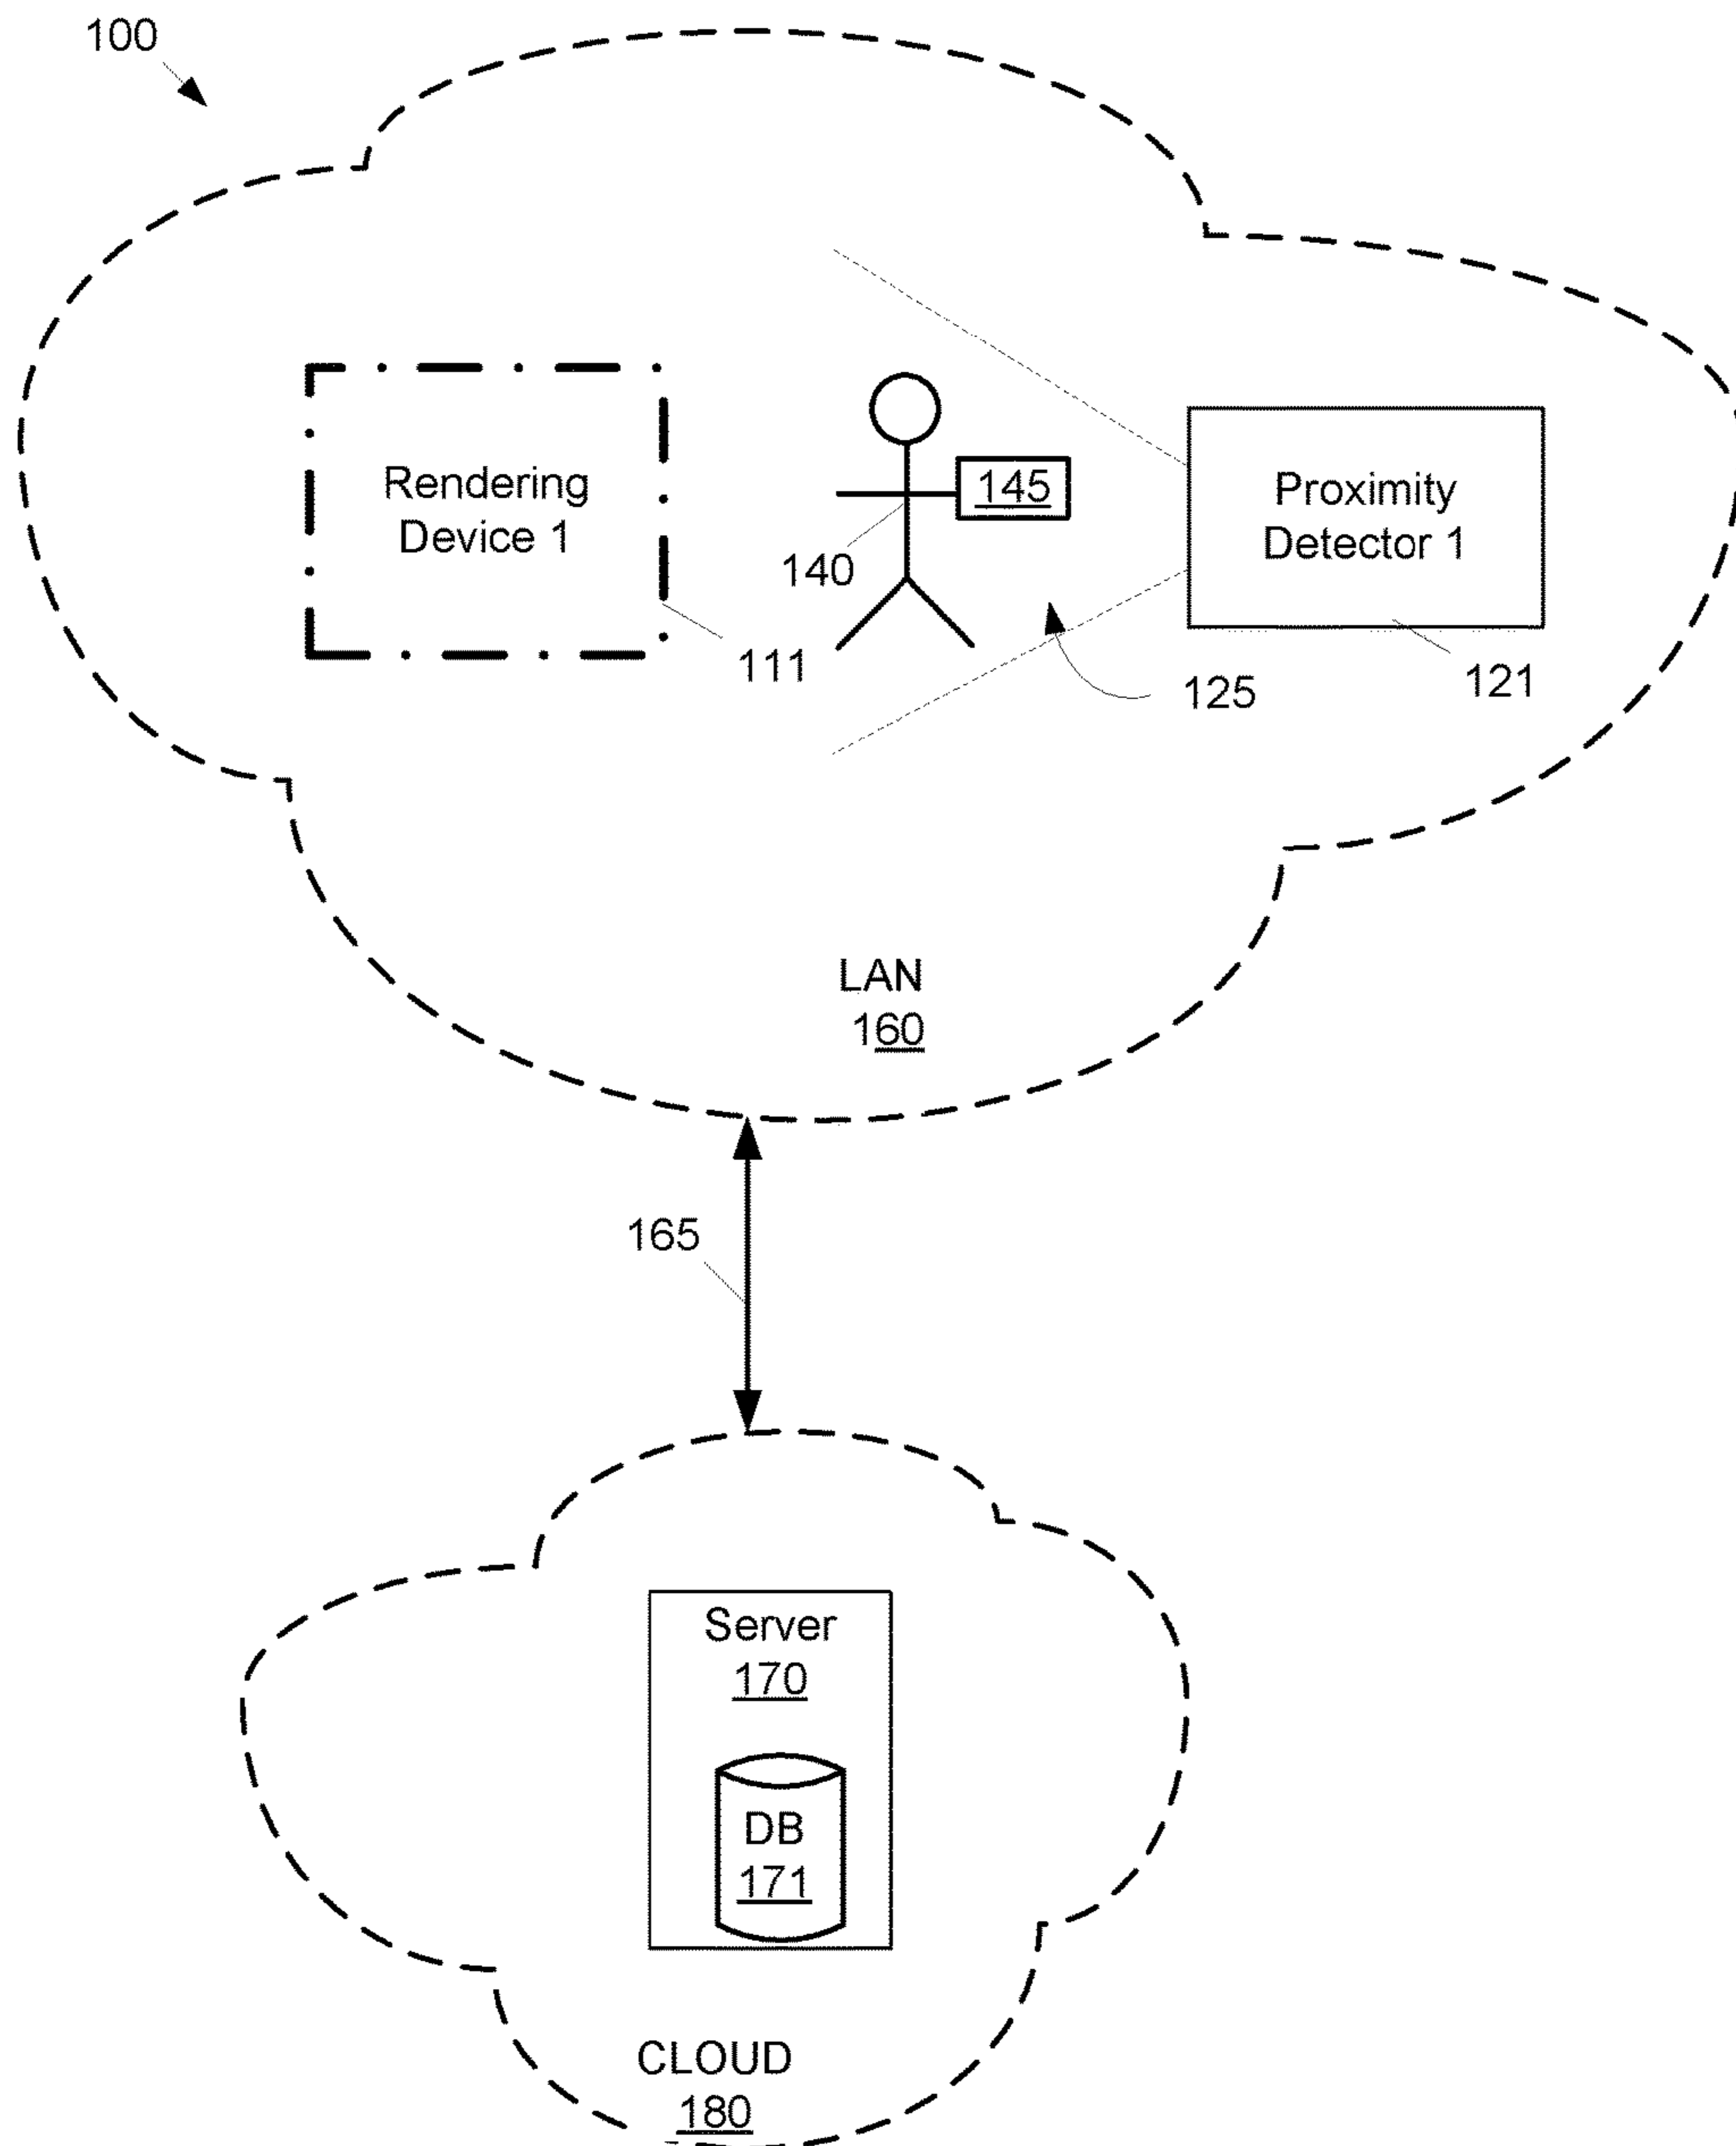 100
Rendering
Device 1
145
Proximity
Detector 1
140
111
125
121
LAN
160
165
Server
170
DB
171
CLOUD
180